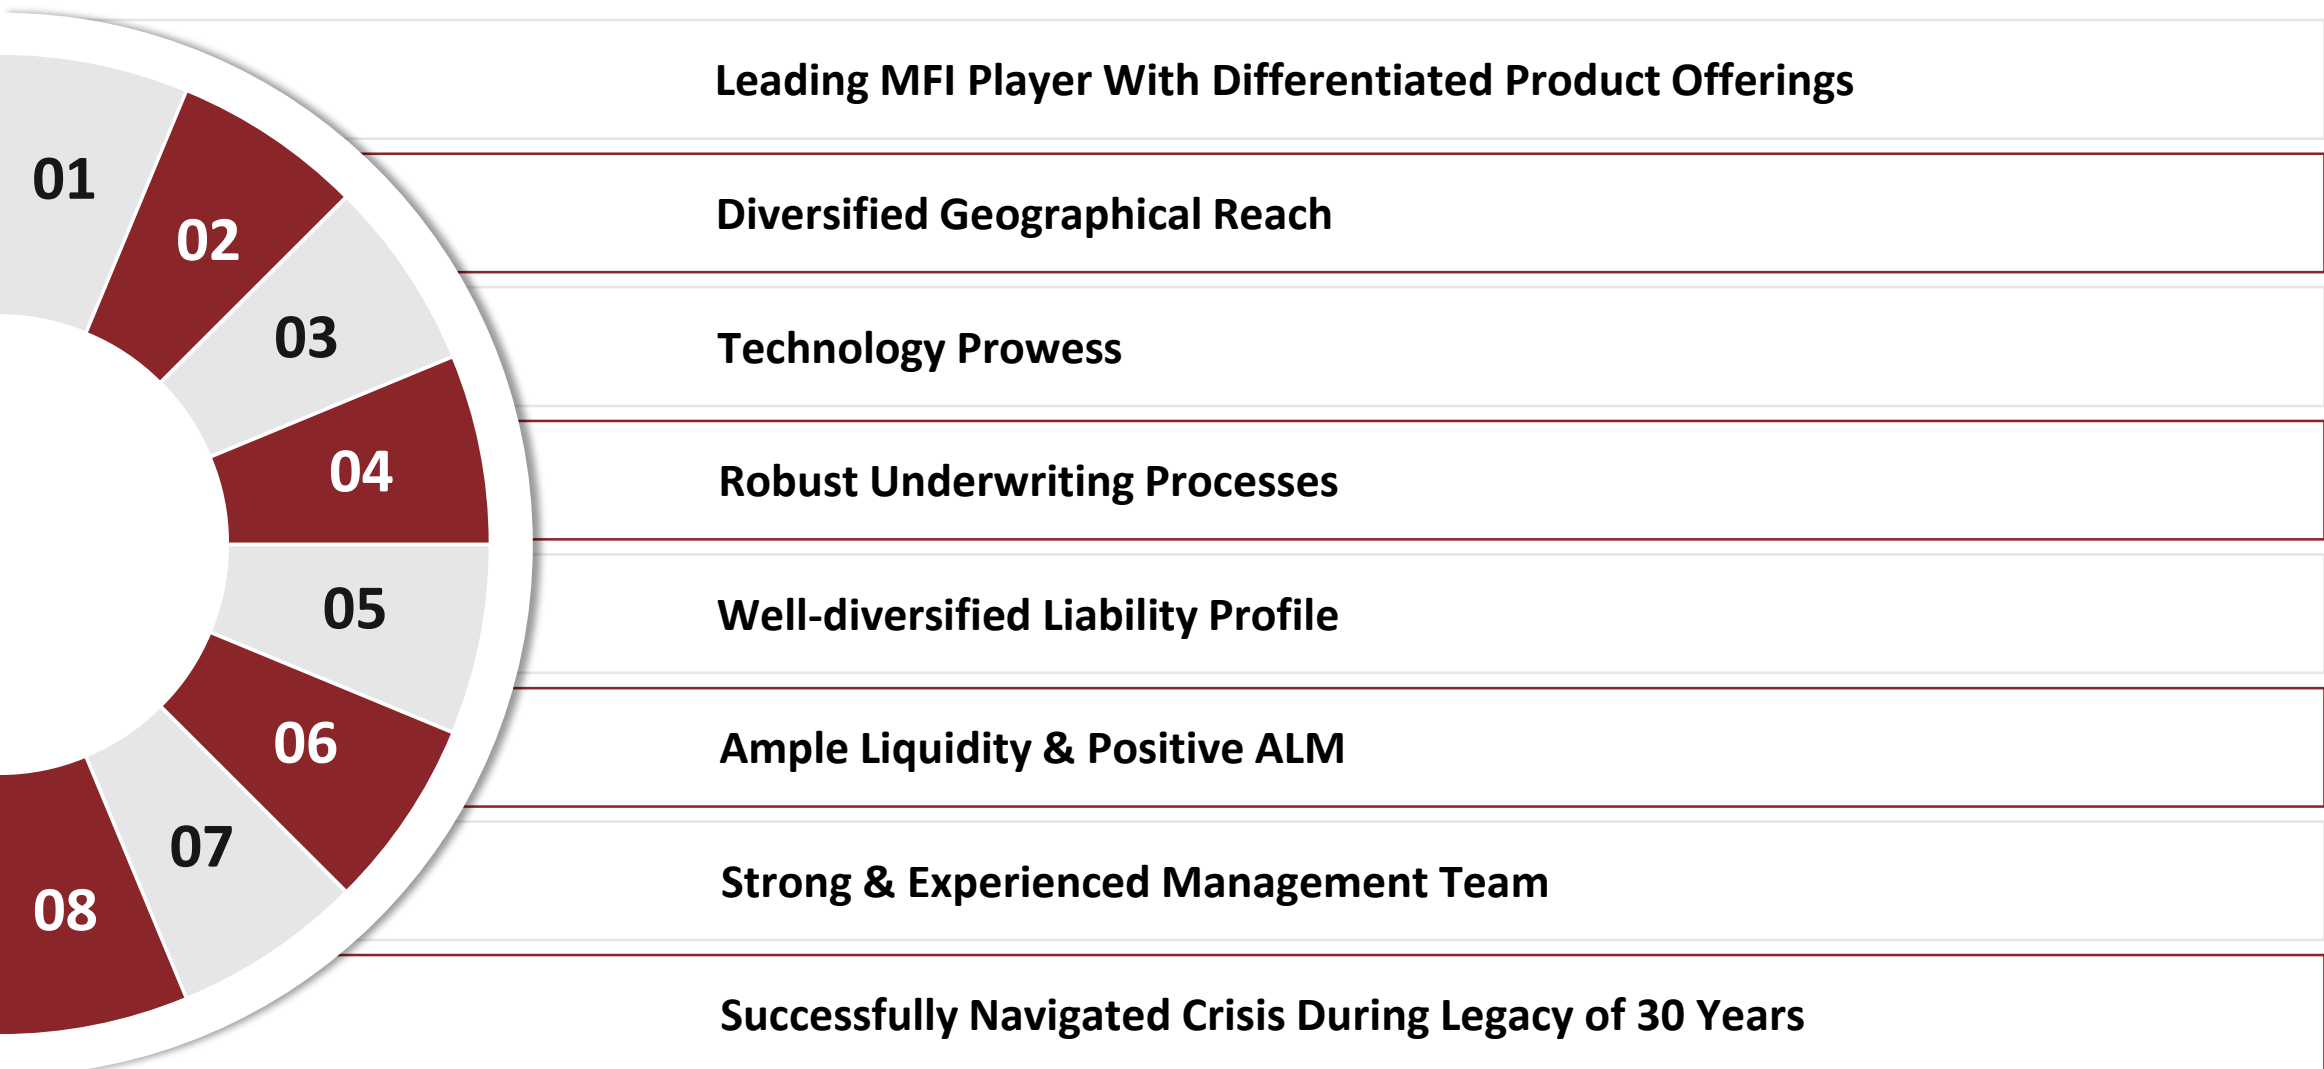 01
Leading MFI Player With Differentiated Product Offerings
02
Diversified Geographical Reach
03
Technology Prowess
04
Robust Underwriting Processes
05
Well-diversified Liability Profile
06
Ample Liquidity & Positive ALM
07
Strong & Experienced Management Team
08
Successfully Navigated Crisis During Legacy of 30 Years